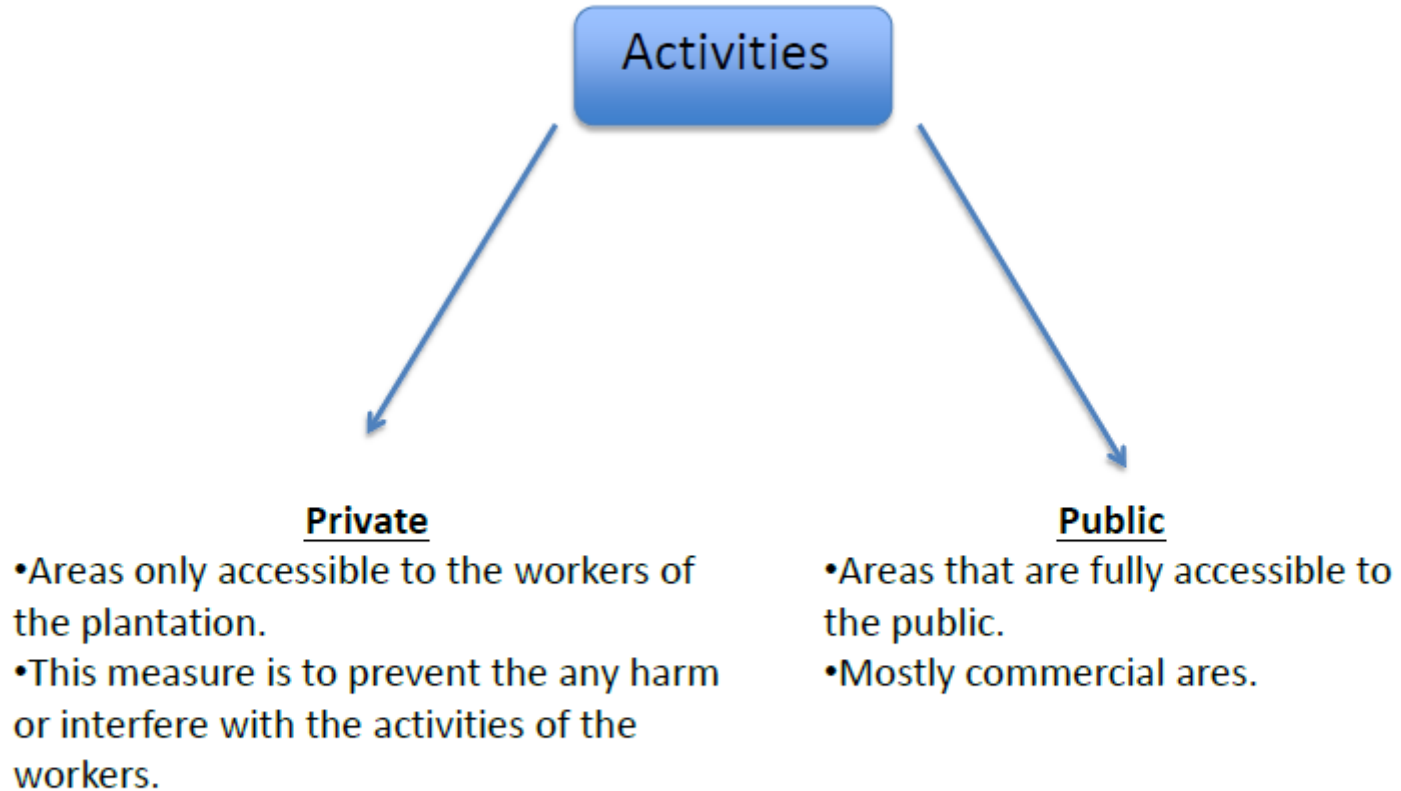 Activities
Private
•Areas only accessible to the workers of
the plantation.
•This measure is to prevent the any harm
or interfere with the activities of the
workers.
Public
•Areas that are fully accessible to
the public.
•Mostly commercial ares.